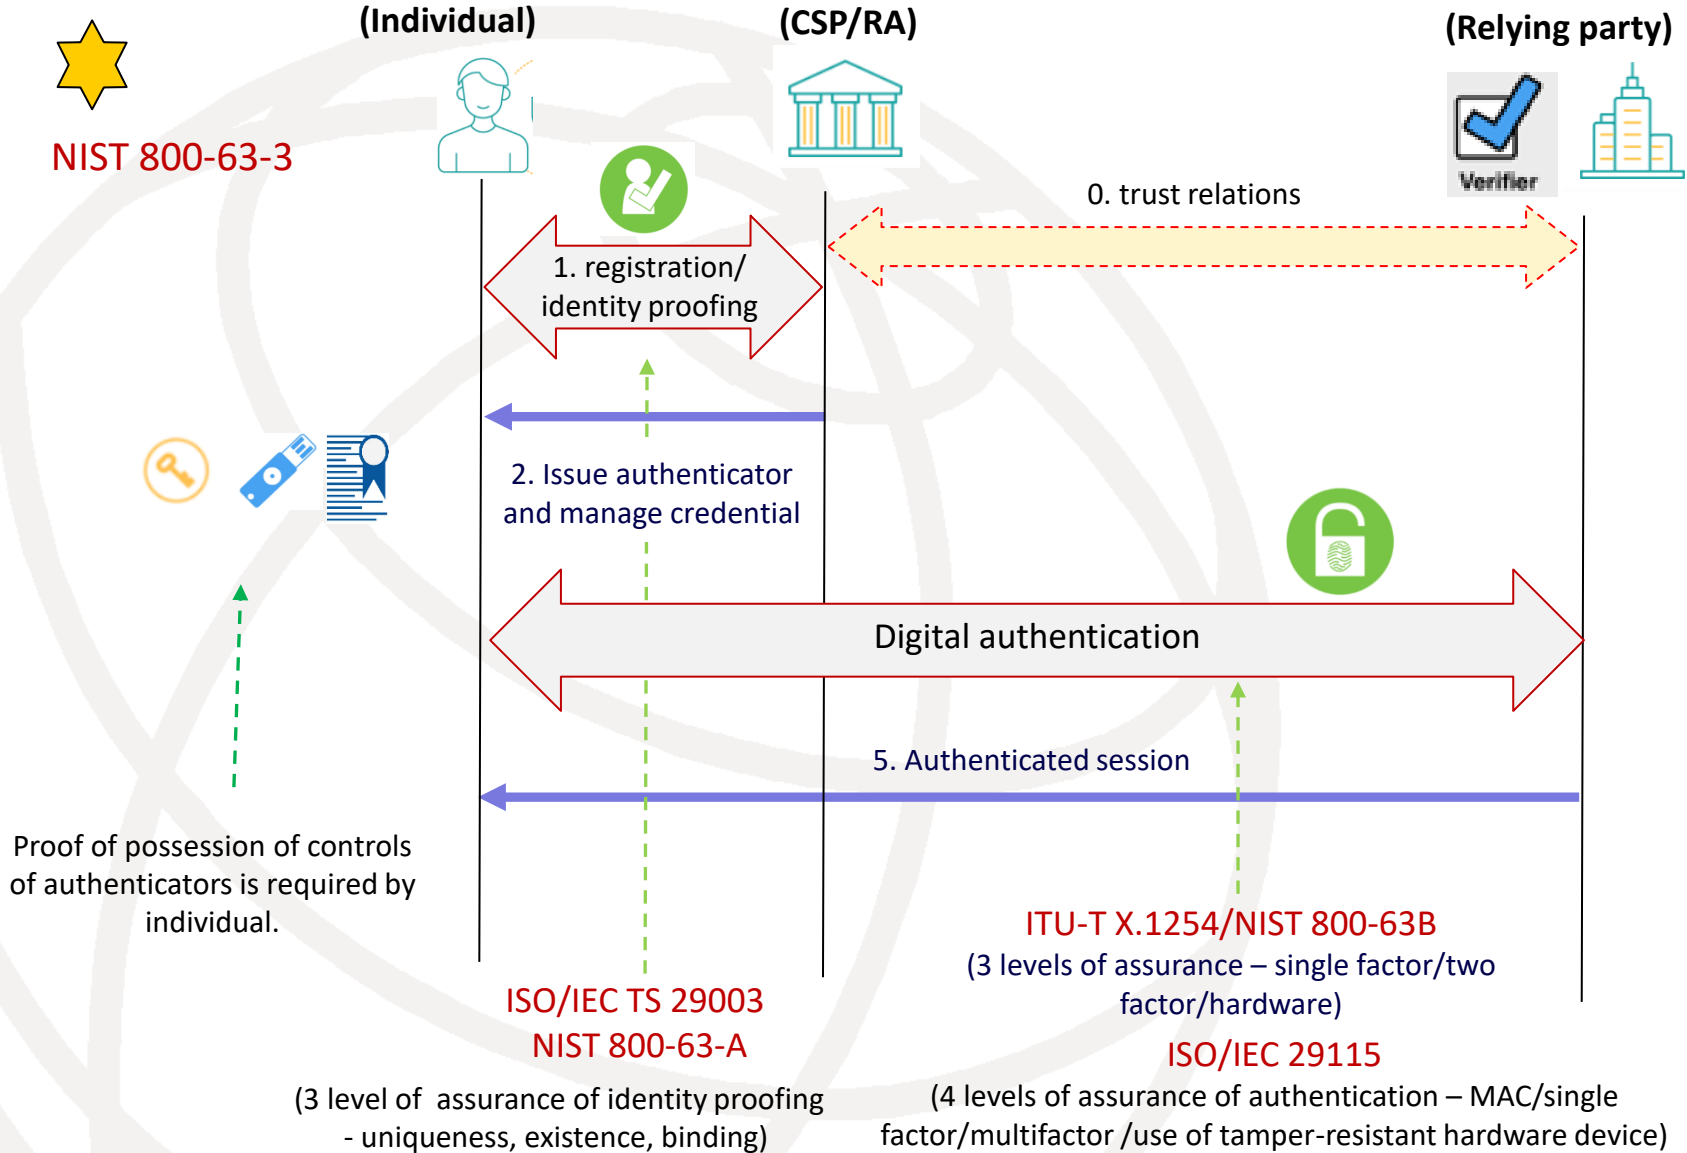 (Individual)
(CSP/RA)
(Relying party)
NIST 800-63-3
Verifier
0. trust relations
1. registration/
identity proofing
2. Issue authenticator
and manage credential
Digital authentication
5. Authenticated session
Proof of possession of controls
of authenticators is required by
individual.
ITU-T X.1254/NIST 800-63B
(3 levels of assurance – single factor/two
factor/hardware)
ISO/IEC TS 29003
NIST 800-63-A
(3 level of  assurance of identity proofing
- uniqueness, existence, binding)
ISO/IEC 29115
(4 levels of assurance of authentication – MAC/single
factor/multifactor /use of tamper-resistant hardware device)